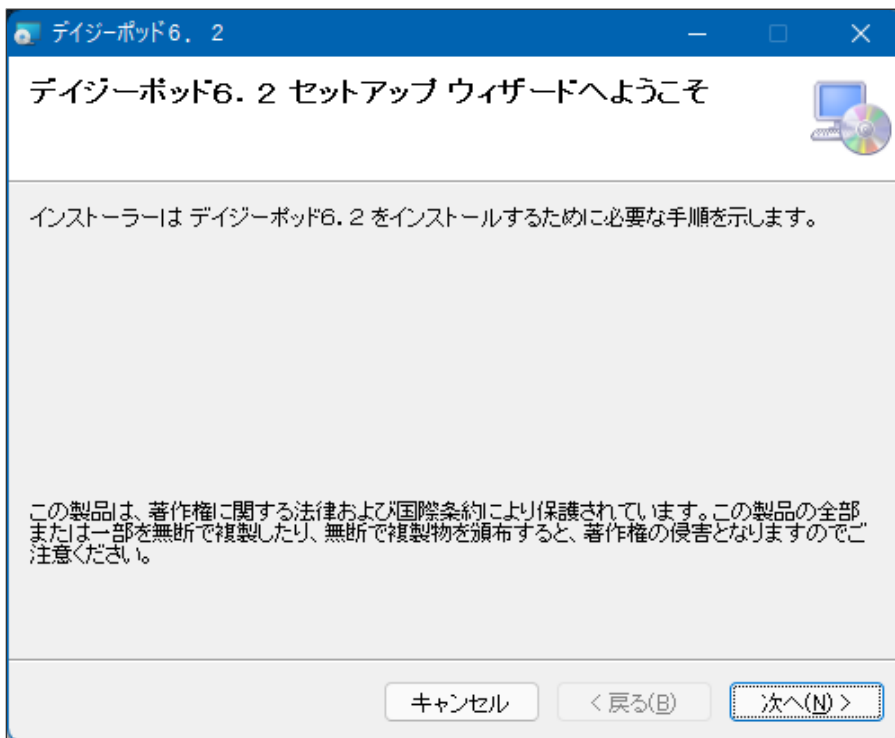 デイジーポッド6．2
デイジーポッド6．2 セットアップ ウィザードへようこそ
インストーラーは デイジーポッド6．2 をインストールするために必要な手順を示します。
この製品は、著作権に関する法律および国際条約により保護されています。この製品の全部
または一部を無断で複製したり、無断で複製物を頒布すると、著作権の侵害となりますのでご
注意ください。
キャンセル
< 戻る(B)
次へ(N) >